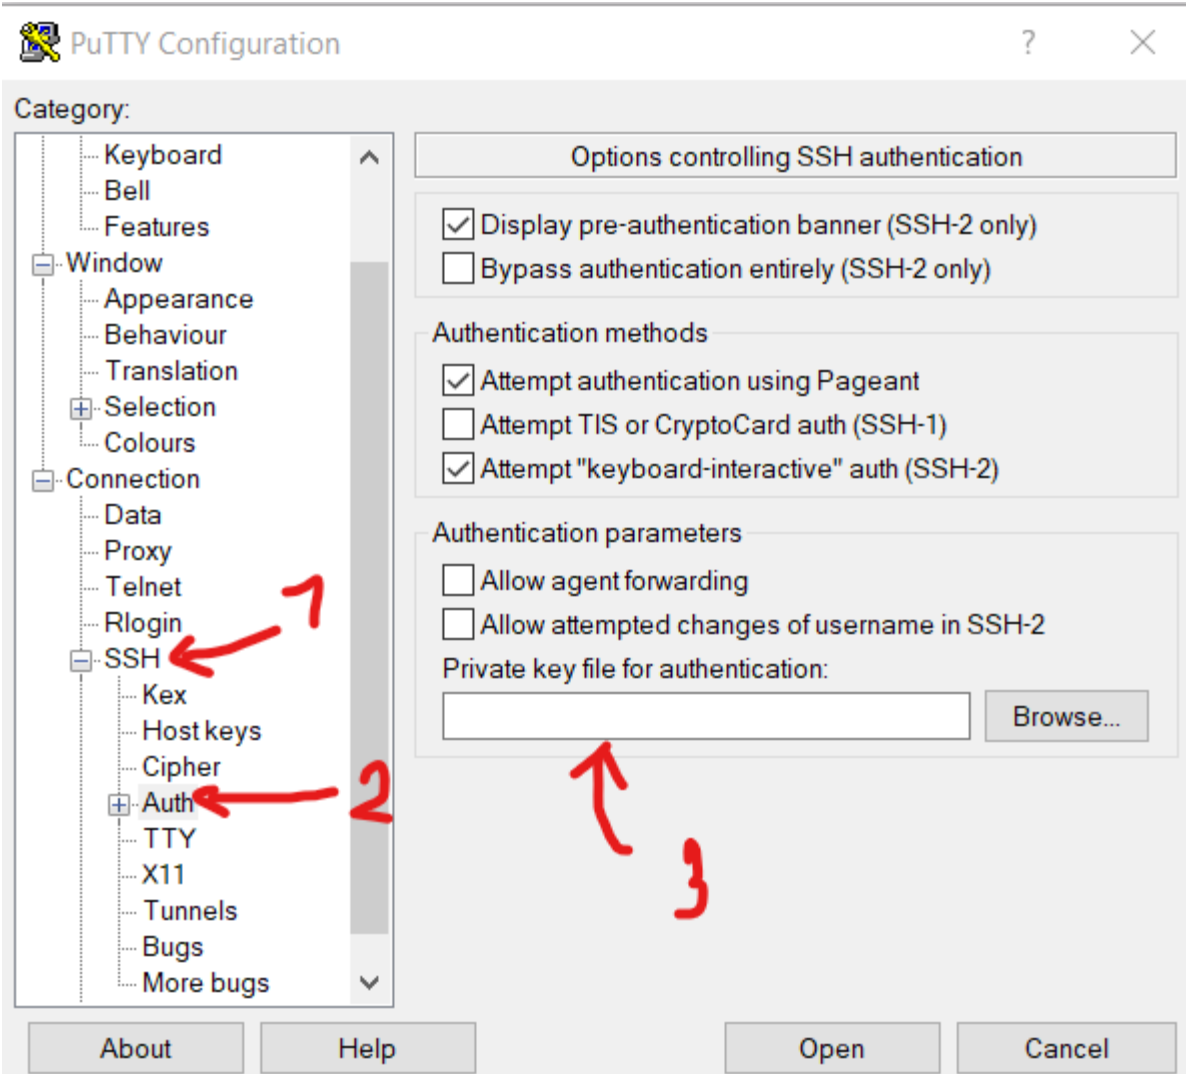 PuTTY Configuration
?
Category:
Keyboard
Bell
Features
Window
Appearance
Behaviour
Translation
Selection
Colours
Connection
Data
Proxy
Telnet
Rlogin
SSH
Kex
Host keys
Cipher
Auth
TTY
X11
Tunnels
Bugs
More bugs
1
2
Options controlling SSH authentication
Display pre-authentication banner (SSH-2 only)
Bypass authentication entirely (SSH-2 only)
Authentication methods
Attempt authentication using Pageant
Attempt TIS or CryptoCard auth (SSH-1)
Attempt "keyboard-interactive" auth (SSH-2)
Authentication parameters
Allow agent forwarding
Allow attempted changes of username in SSH-2
Private key file for authentication:
Browse...
3
About
Help
Open
Cancel